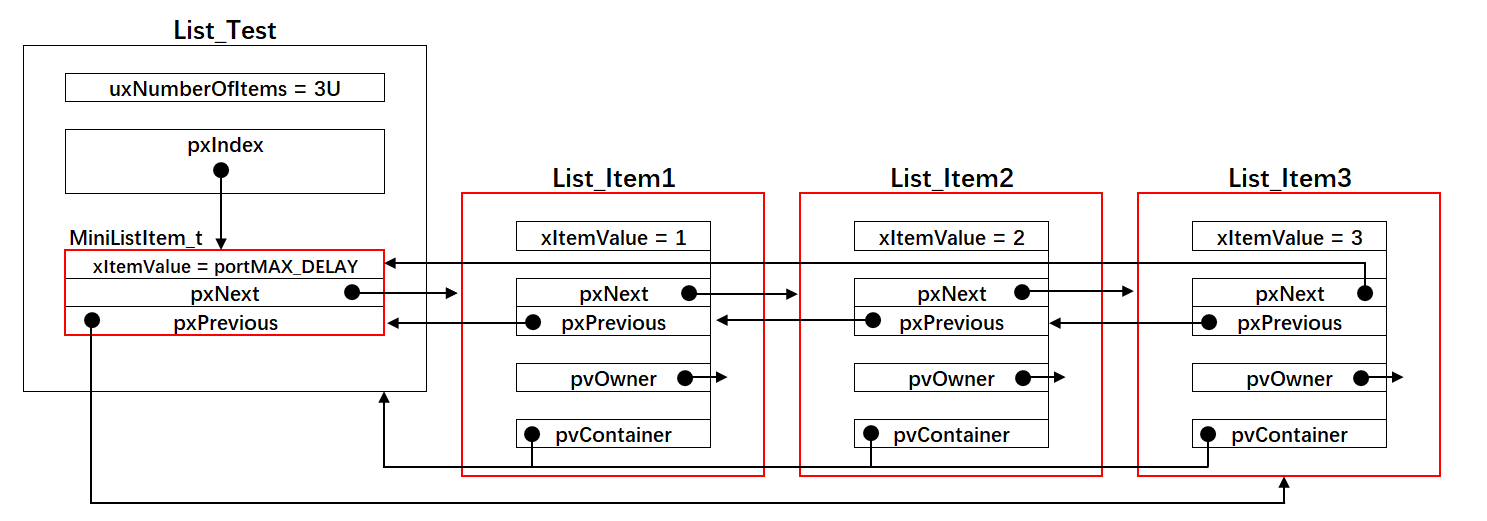 List_Test
uxNumberOfItems = 3U
pxIndex
MiniListItem_t
xItemValue = portMAX_DELAY
pxNext
pxPrevious
List_Item1
xItemValue = 1
pxNext
pxPrevious
pvOwner
pvContainer
List_Item2
xItemValue = 2
pxNext
pxPrevious
pvOwner
pvContainer
List_Item3
xItemValue = 3
pxNext
pxPrevious
pvOwner
pvContainer